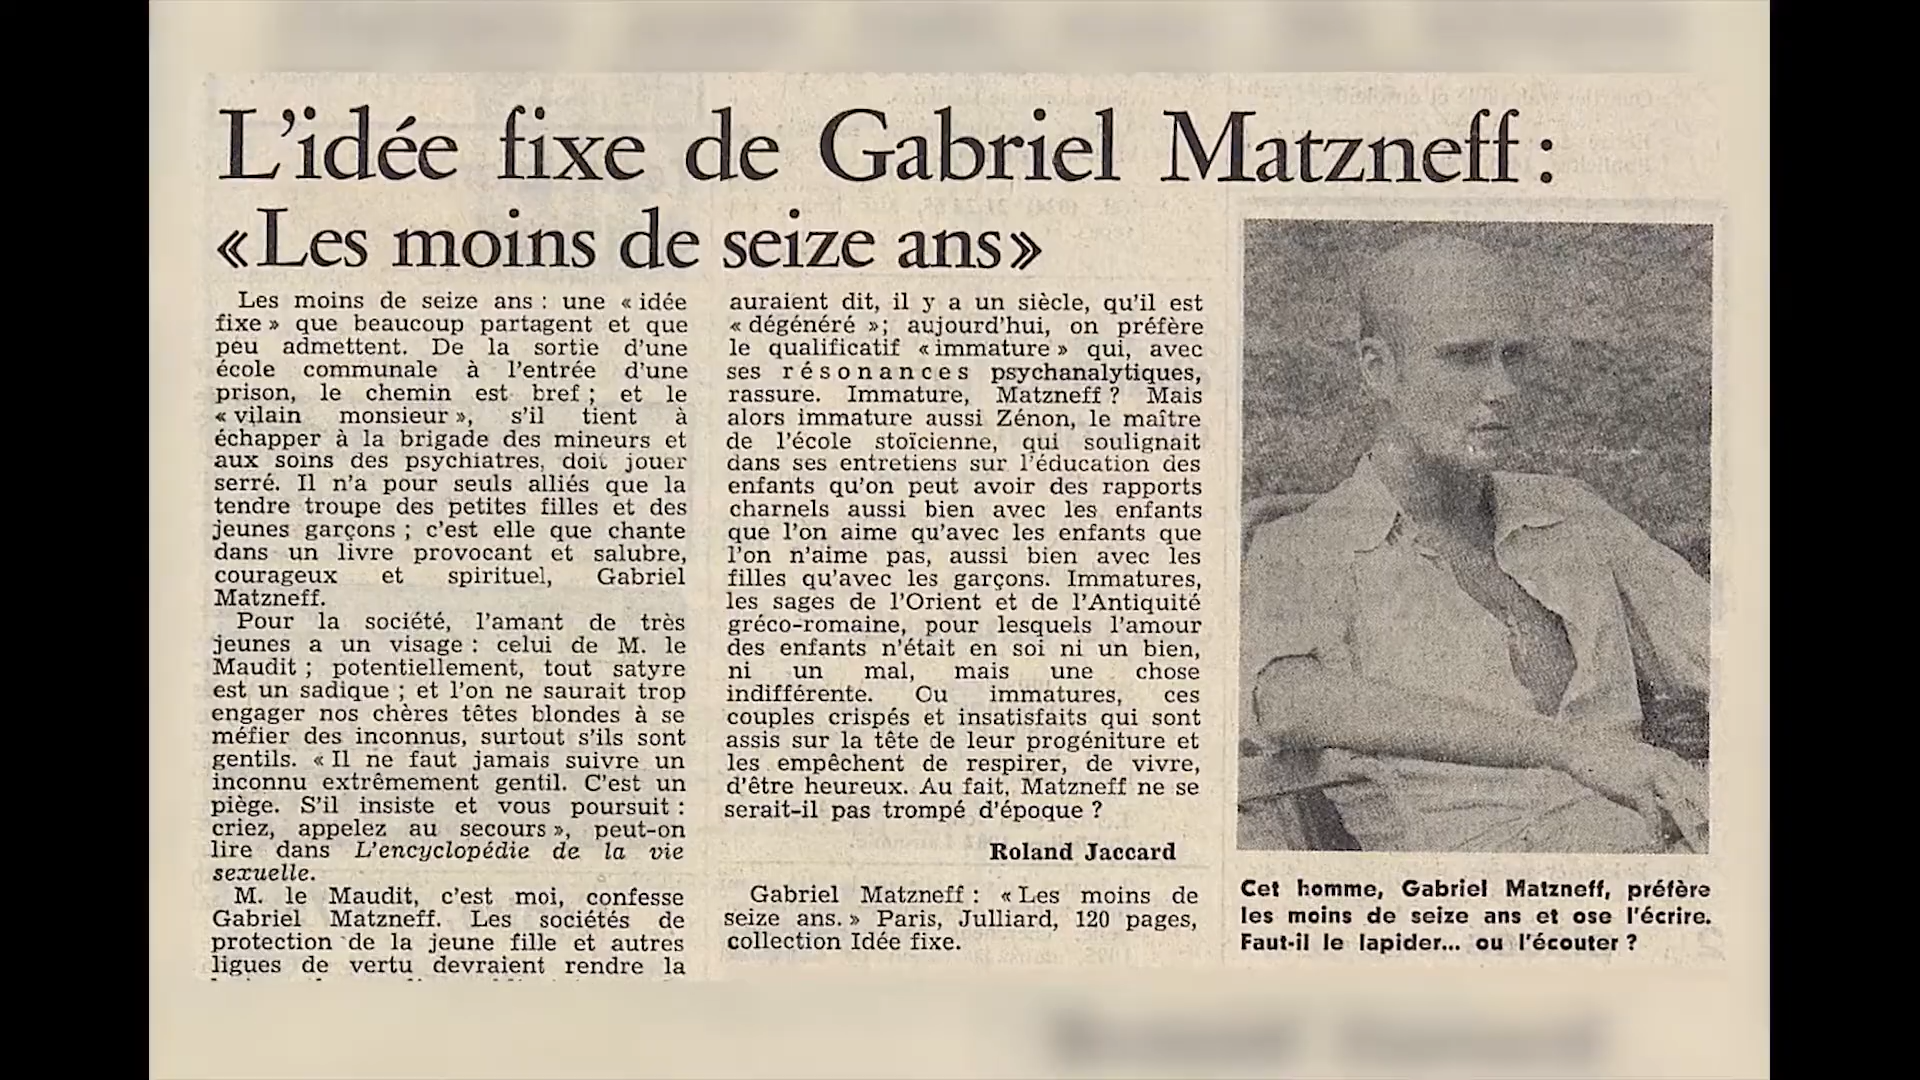 L'idée fixe de Gabriel Matzneff :
«Les moins de seize ans»
Les moins de seize ans : une « idée
fixe » que beaucoup partagent et que
peu admettent. De la sortie d'une
école communale à l'entrée d'une
prison, le chemin est bref ; et le
« vilain monsieur », s'il tient à
échapper à la brigade des mineurs et
aux soins des psychiatres, doit jouer
serré. Il n'a pour seuls alliés que la
tendre troupe des petites filles et des
jeunes garçons ; c'est elle que chante
dans un livre provocant et salubre,
courageux et spirituel, Gabriel
Matzneff.
Pour la société, l'amant de très
jeunes a un visage : celui de M. le
Maudit ; potentiellement, tout satyre
est un sadique ; et l'on ne saurait trop
engager nos chères têtes blondes à se
méfier des inconnus, surtout s'ils sont
gentils. « Il ne faut jamais suivre un
inconnu extrêmement gentil. C'est un
piège. S'il insiste et vous poursuit :
criez, appelez au secours », peut-on
lire dans L'encyclopédie de la vie
sexuelle.
M. le Maudit, c'est moi, confesse
Gabriel Matzneff. Les sociétés de
protection de la jeune fille et autres
ligues de vertu devraient rendre la
auraient dit, il y a un siècle, qu'il est
« dégénéré »; aujourd'hui, on préfère
le qualificatif « immature » qui, avec
ses résonances psychanalytiques,
rassure. Immature, Matzneff ? Mais
alors immature aussi Zénon, le maître
de l'école stoïcienne, qui soulignait
dans ses entretiens sur l'éducation des
enfants qu'on peut avoir des rapports
charnels aussi bien avec les enfants
que l'on aime qu'avec les enfants que
l'on n'aime pas, aussi bien avec les
filles qu'avec les garçons. Immatures,
les sages de l'Orient et de l'Antiquité
gréco-romaine, pour lesquels l'amour
des enfants n'était en soi ni un bien,
ni un mal, mais une chose
indifférente. Ou immatures, ces
couples crispés et insatisfaits qui sont
assis sur la tête de leur progéniture et
les empêchent de respirer, de vivre,
d'être heureux. Au fait, Matzneff ne se
serait-il pas trompé d'époque ?
Roland Jaccard
Gabriel Matzneff : « Les moins de
seize ans. » Paris, Julliard, 120 pages,
collection Idée fixe.
Cet homme, Gabriel Matzneff, préfère
les moins de seize ans et ose l'écrire.
Faut-il le lapider... ou l'écouter ?